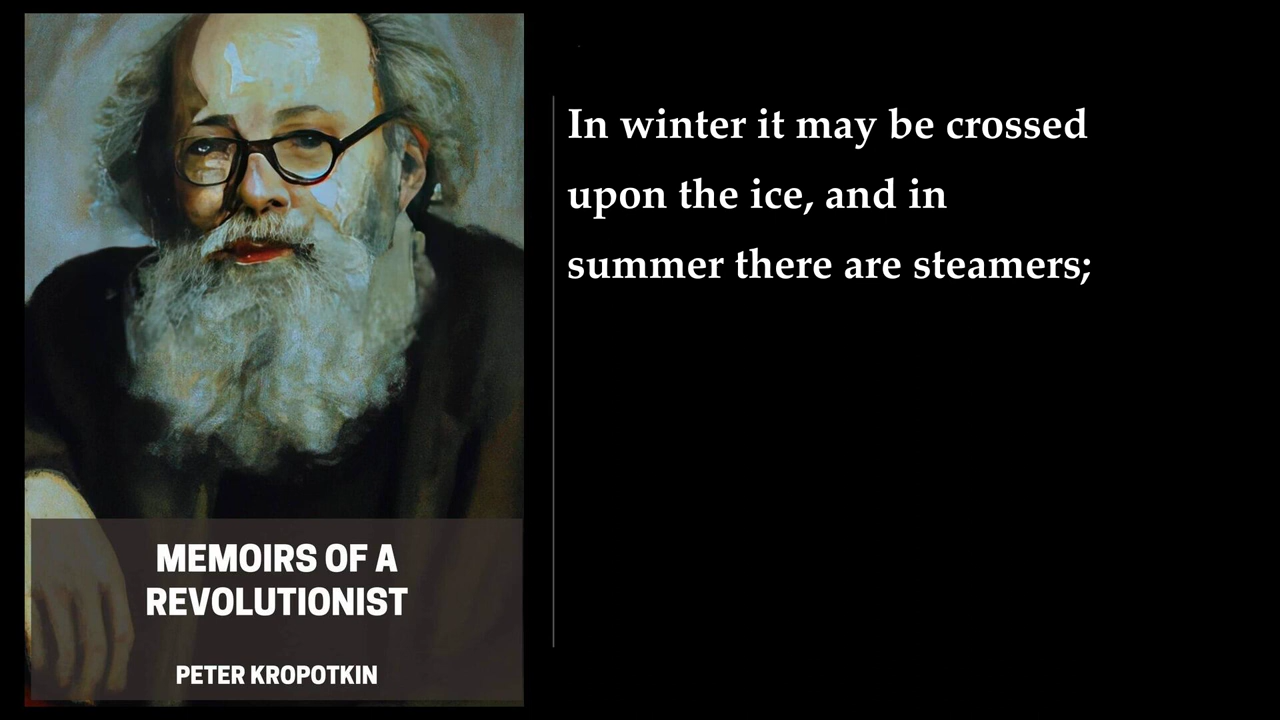 In winter it may be crossed
upon the ice, and in
summer there are steamers;
MEMOIRS OF A
REVOLUTIONIST
PETER KROPOTKIN